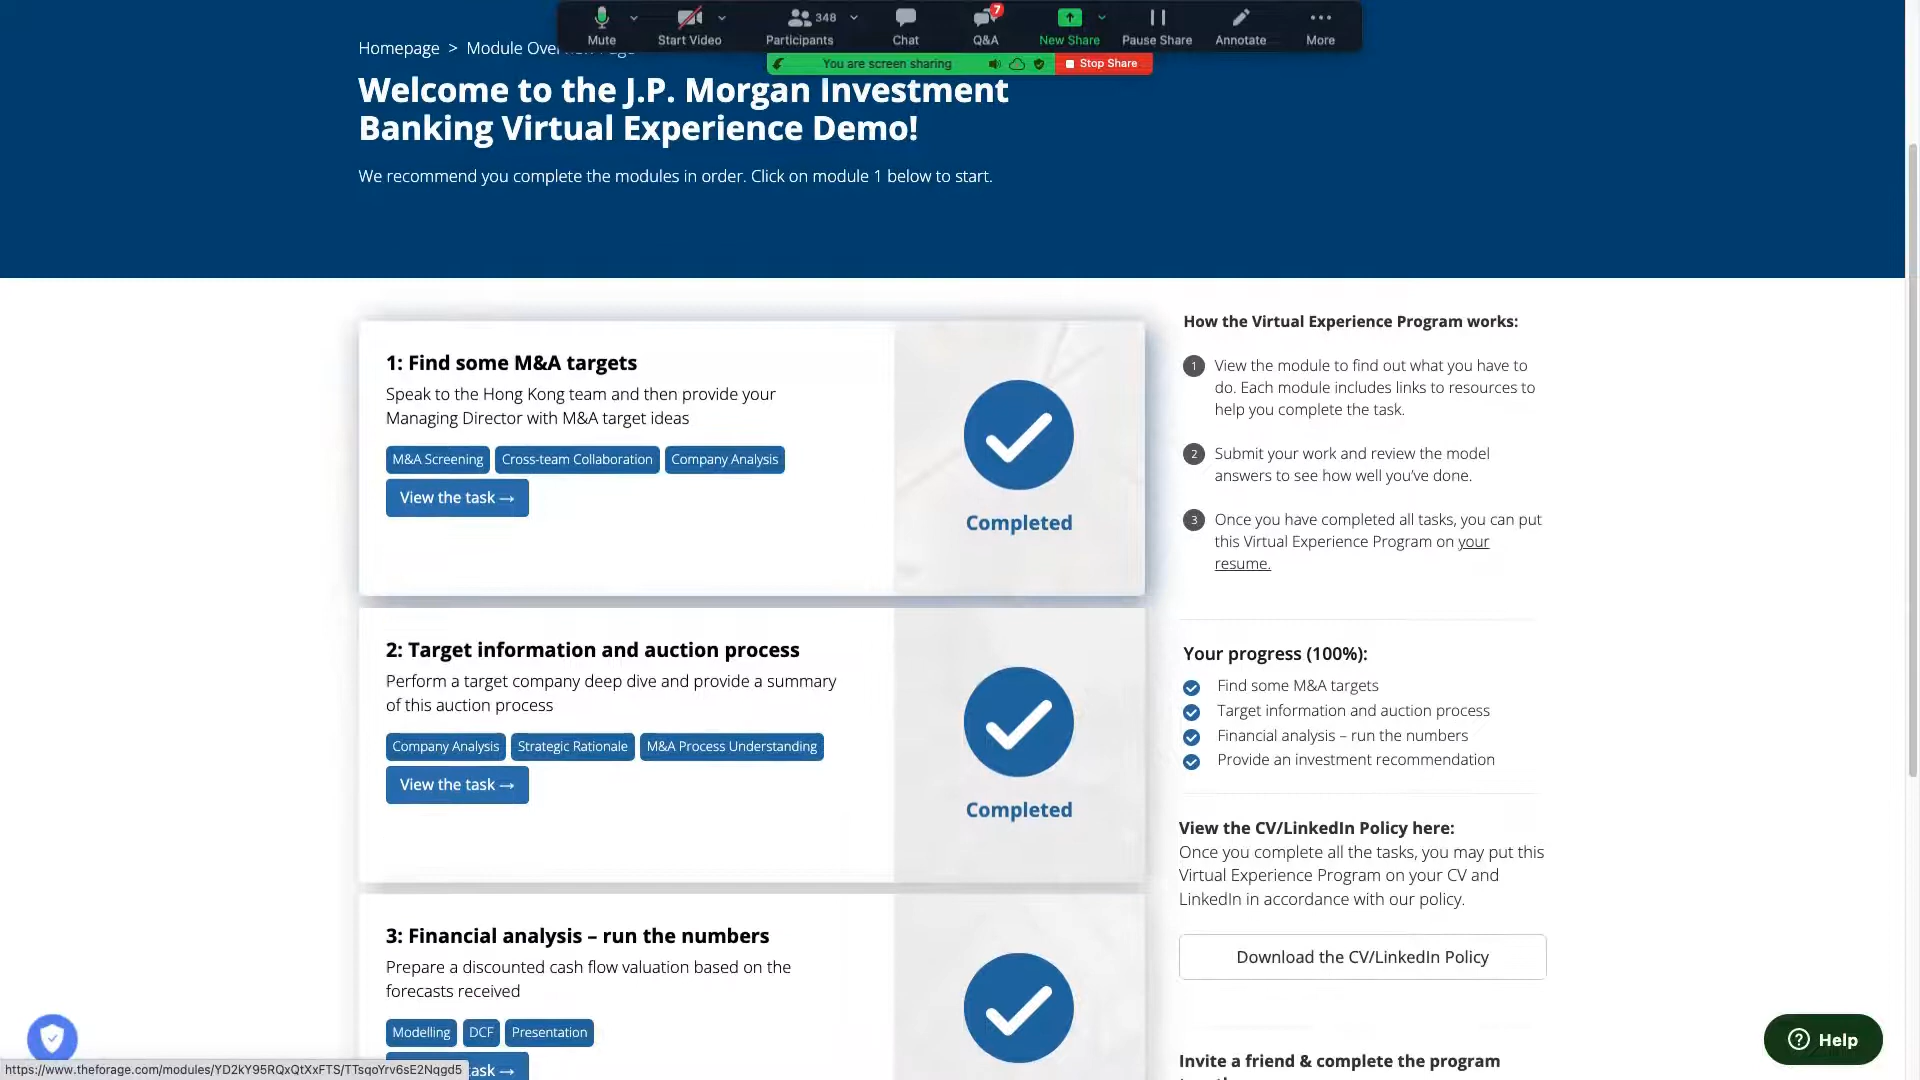 Mute
Start Video
348
Participants
Chat
7
Q&A
New Share
Pause Share
Annotate
More
You are screen sharing
Stop Share
Homepage > Module
Welcome to the J.P. Morgan Investment
Banking Virtual Experience Demo!
We recommend you complete the modules in order. Click on module 1 below to start.
1: Find some M&A targets
Speak to the Hong Kong team and then provide your
Managing Director with M&A target ideas
M&A Screening
Cross-team Collaboration
Company Analysis
View the task →
Completed
2: Target information and auction process
Perform a target company deep dive and provide a summary
of this auction process
Company Analysis
Strategic Rationale
M&A Process Understanding
View the task →
Completed
3: Financial analysis – run the numbers
Prepare a discounted cash flow valuation based on the
forecasts received
Modelling
DCF
Presentation
ask →
https://www.theforage.com/modules/YD2kY95RQxQtXxFTS/TTsqoYrv6sE2Nqgd5
How the Virtual Experience Program works:
1 View the module to find out what you have to
do. Each module includes links to resources to
help you complete the task.
2 Submit your work and review the model
answers to see how well you've done.
3 Once you have completed all tasks, you can put
this Virtual Experience Program on your
resume.
Your progress (100%):
Find some M&A targets
Target information and auction process
Financial analysis – run the numbers
Provide an investment recommendation
View the CV/LinkedIn Policy here:
Once you complete all the tasks, you may put this
Virtual Experience Program on your CV and
LinkedIn in accordance with our policy.
Download the CV/LinkedIn Policy
Invite a friend & complete the program
Help